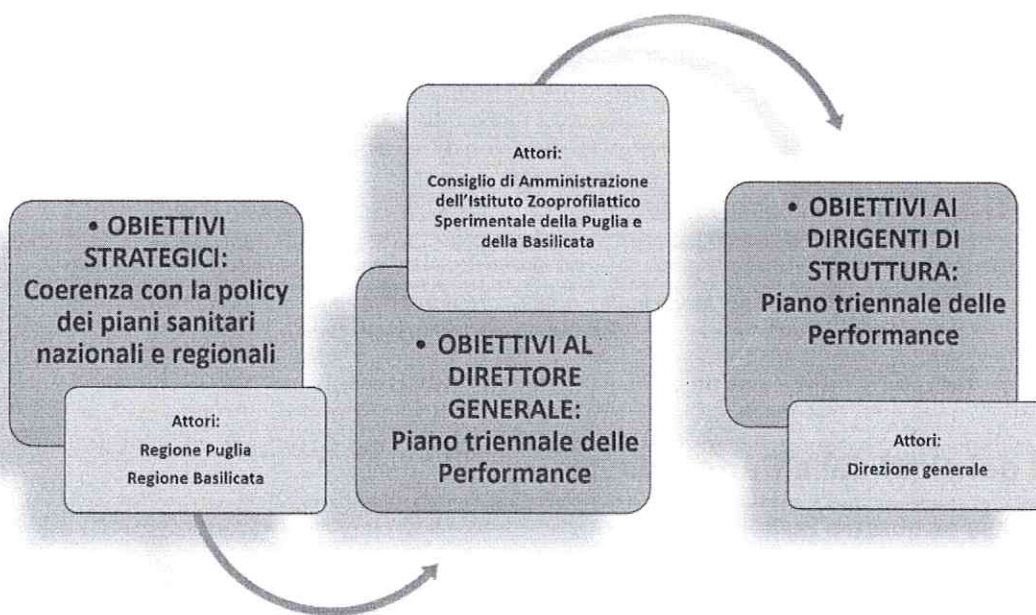 • OBIETTIVI
STRATEGICI:
Coerenza con la policy
dei piani sanitari
nazionali e regionali
Attori:
Regione Puglia
Regione Basilicata
Attori:
Consiglio di Amministrazione
dell'Istituto Zooprofilattico
Sperimentale della Puglia e
della Basilicata
• OBIETTIVI AL
DIRETTORE
GENERALE:
Piano triennale delle
Performance
• OBIETTIVI AI
DIRIGENTI DI
STRUTTURA:
Piano triennale delle
Performance
Attori:
Direzione generale